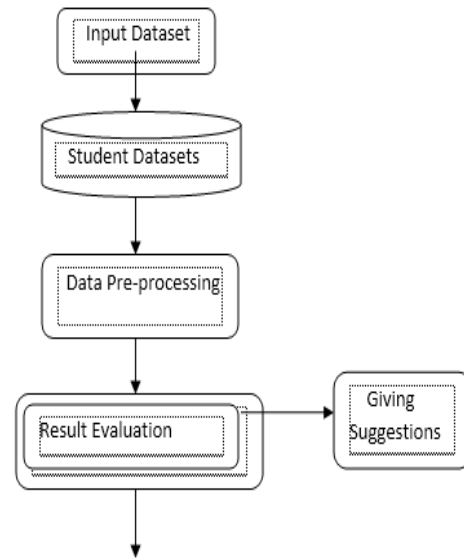 Input Dataset
Student Datasets
Data Pre-processing
Result Evaluation
Giving
Suggestions